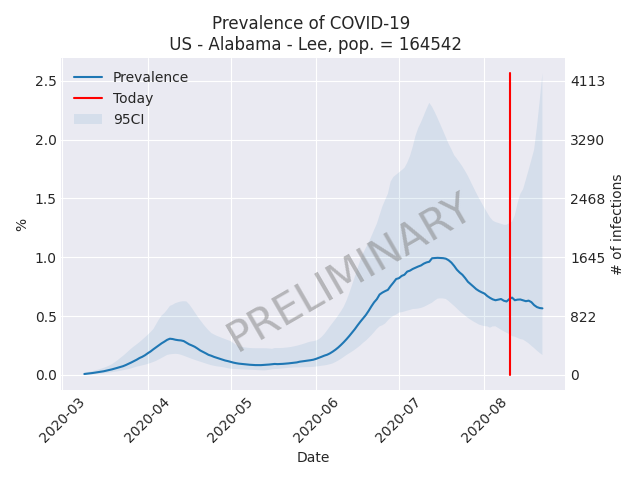 Prevalence of COVID-19
US - Alabama - Lee, pop. = 164542
Prevalence
Today
95CI
2.5
2.0
1.5
1.0
0.5
0.0
%
4113
3290
2468
1645
822
0
# of infections
PRELIMINARY
2020-03
2020-04
2020-05
2020-06
2020-07
2020-08
Date